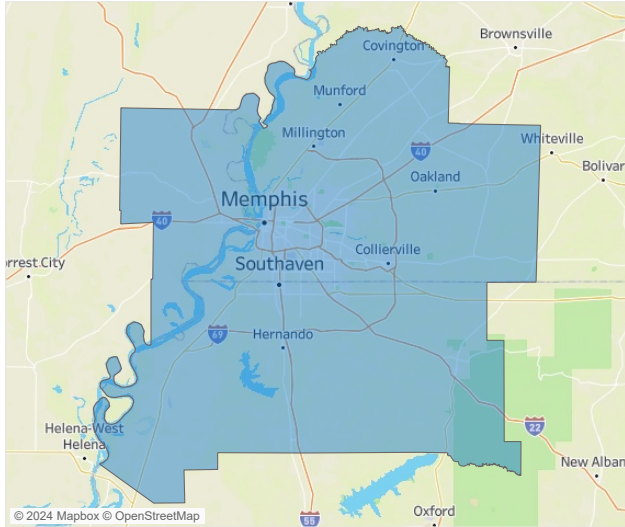 Covington
Brownsville
Munford
Millington
Whiteville
40
Oakland
Bolivar
Memphis
40
rrest City
Collierville
Southaven
69
Hernando
Helena-West
Helena
22
New Alban
Oxford
55
© 2024 Mapbox © OpenStreetMap